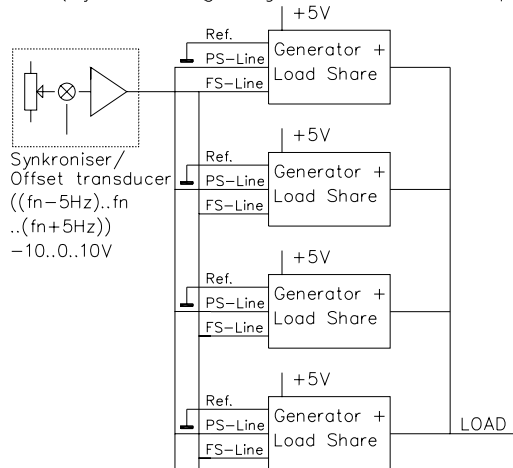 +5V
Ref.
PS-Line
FS-Line
Generator +
Load Share
Synkroniser/
Offset transducer
((fn-5Hz)..fn
..(fn+5Hz))
-10..0..10V
+5V
Ref.
PS-Line
FS-Line
Generator +
Load Share
+5V
Ref.
PS-Line
FS-Line
Generator +
Load Share
+5V
Ref.
PS-Line
FS-Line
Generator +
Load Share
LOAD